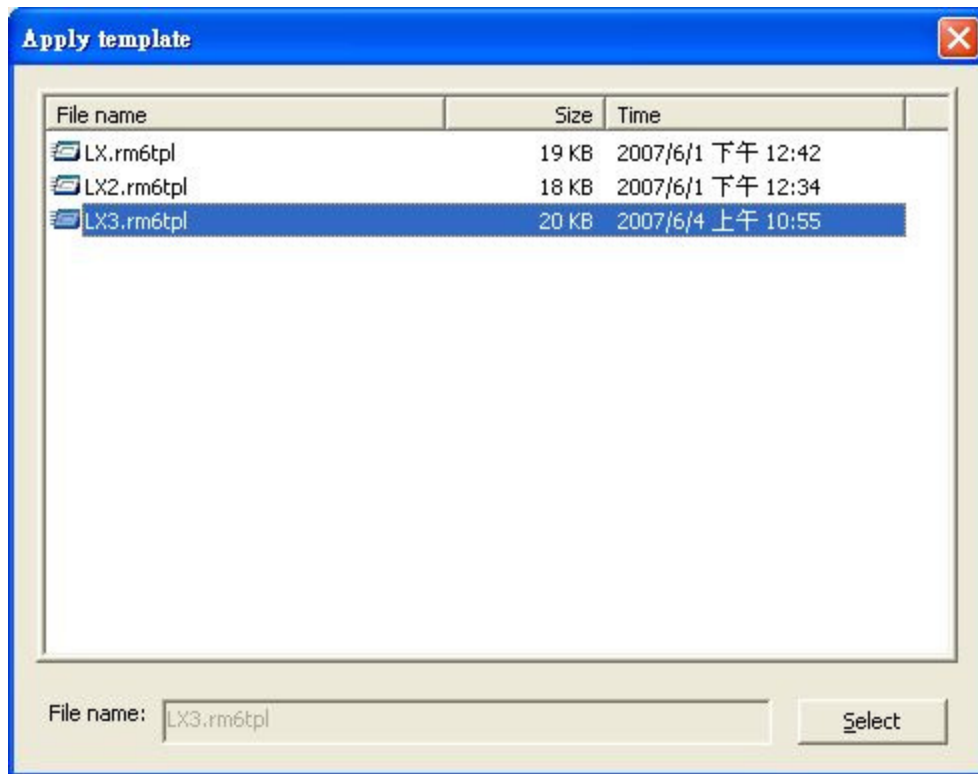 Apply template
File name Size Time
LX.rm6tpl 19 KB 2007/6/1 下午 12:42
LX2.rm6tpl 18 KB 2007/6/1 下午 12:34
LX3.rm6tpl 20 KB 2007/6/4 上午 10:55
File name: LX3.rm6tpl Select